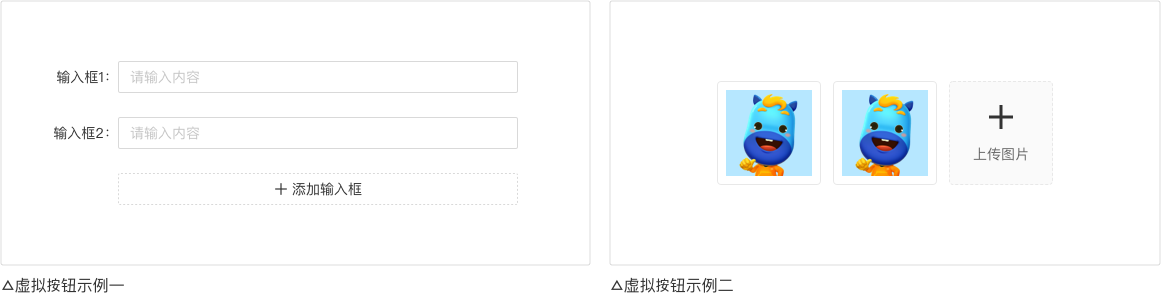 输入框1： 请输入内容
输入框2： 请输入内容
＋ 添加输入框
△虚拟按钮示例一
上传图片
△虚拟按钮示例二